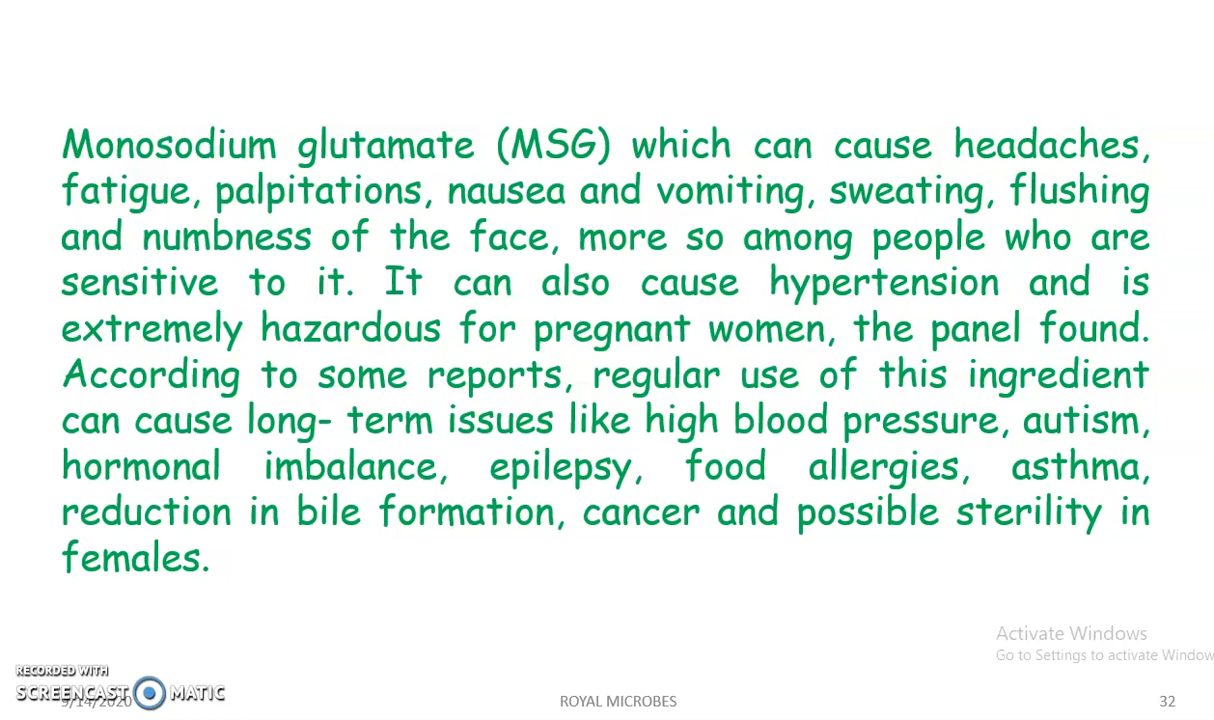 Monosodium glutamate (MSG) which can cause headaches,
fatigue, palpitations, nausea and vomiting, sweating, flushing
and numbness of the face, more so among people who are
sensitive to it. It can also cause hypertension and is
extremely hazardous for pregnant women, the panel found.
According to some reports, regular use of this ingredient
can cause long- term issues like high blood pressure, autism,
hormonal imbalance, epilepsy, food allergies, asthma,
reduction in bile formation, cancer and possible sterility in
females.
Activate Windows
Go to Settings to activate Window
RECORDED WITH
SCREENCAST MATIC
9/14/2020
ROYAL MICROBES
32